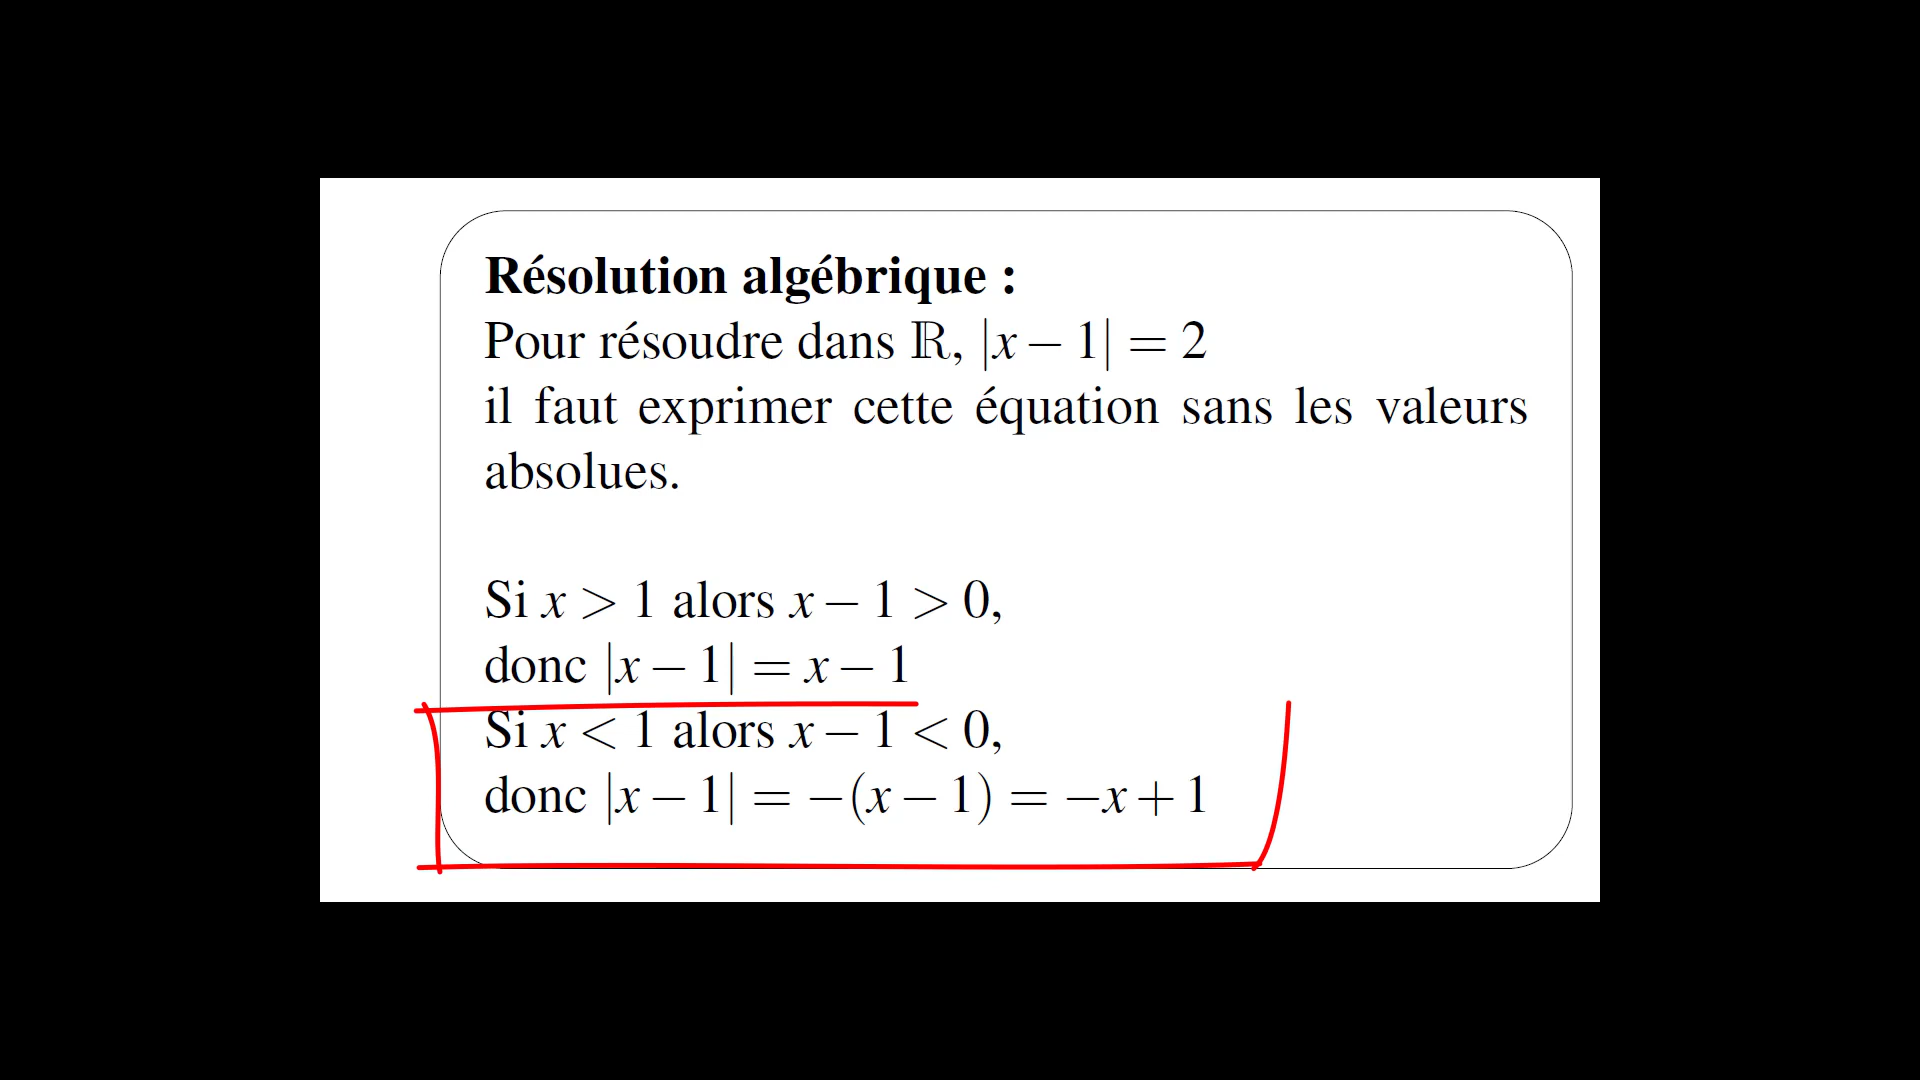 Résolution algébrique :
Pour résoudre dans ℝ, |x − 1| = 2
il faut exprimer cette équation sans les valeurs
absolues.
Si x > 1 alors x − 1 > 0,
donc |x − 1| = x − 1
Si x < 1 alors x − 1 < 0,
donc |x − 1| = −(x − 1) = −x + 1